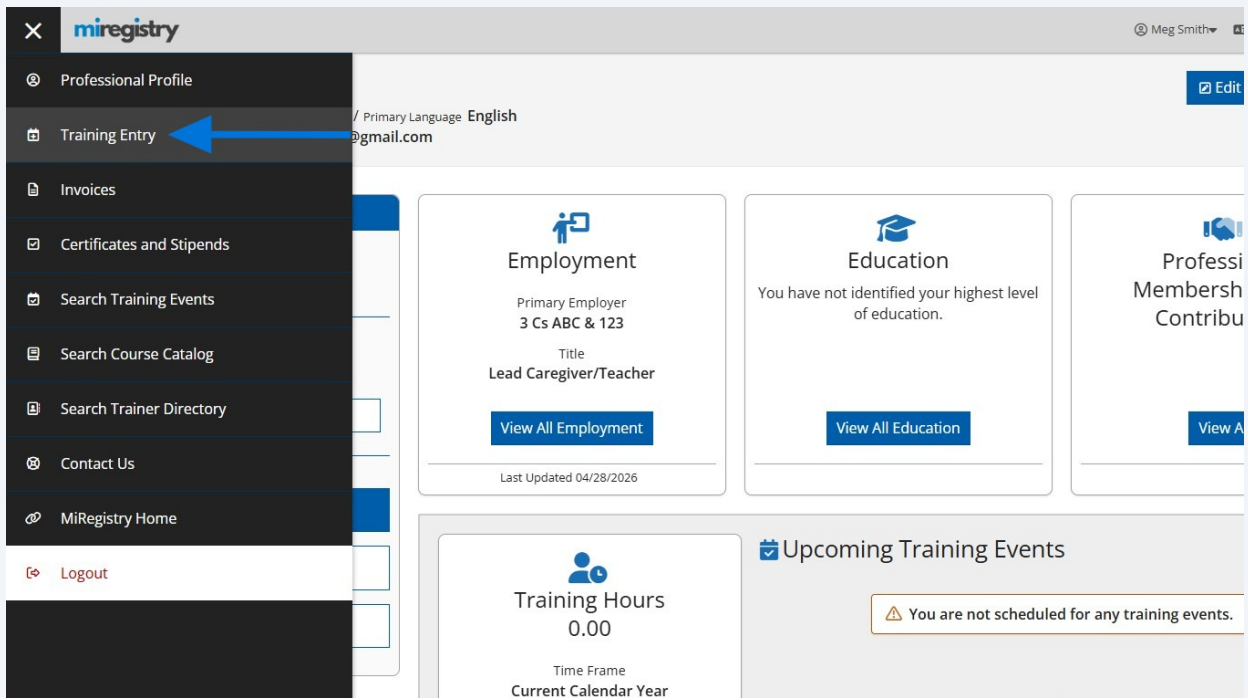 miregistry
Meg Smith
Professional Profile
Training Entry
Invoices
Certificates and Stipends
Search Training Events
Search Course Catalog
Search Trainer Directory
Contact Us
MiRegistry Home
Logout
Edit
/ Primary Language English
@gmail.com
Employment
Primary Employer
3 Cs ABC & 123
Title
Lead Caregiver/Teacher
View All Employment
Last Updated 04/28/2026
Education
You have not identified your highest level
of education.
View All Education
Professi
Membersh
Contribu
View A
Training Hours
0.00
Time Frame
Current Calendar Year
Upcoming Training Events
You are not scheduled for any training events.